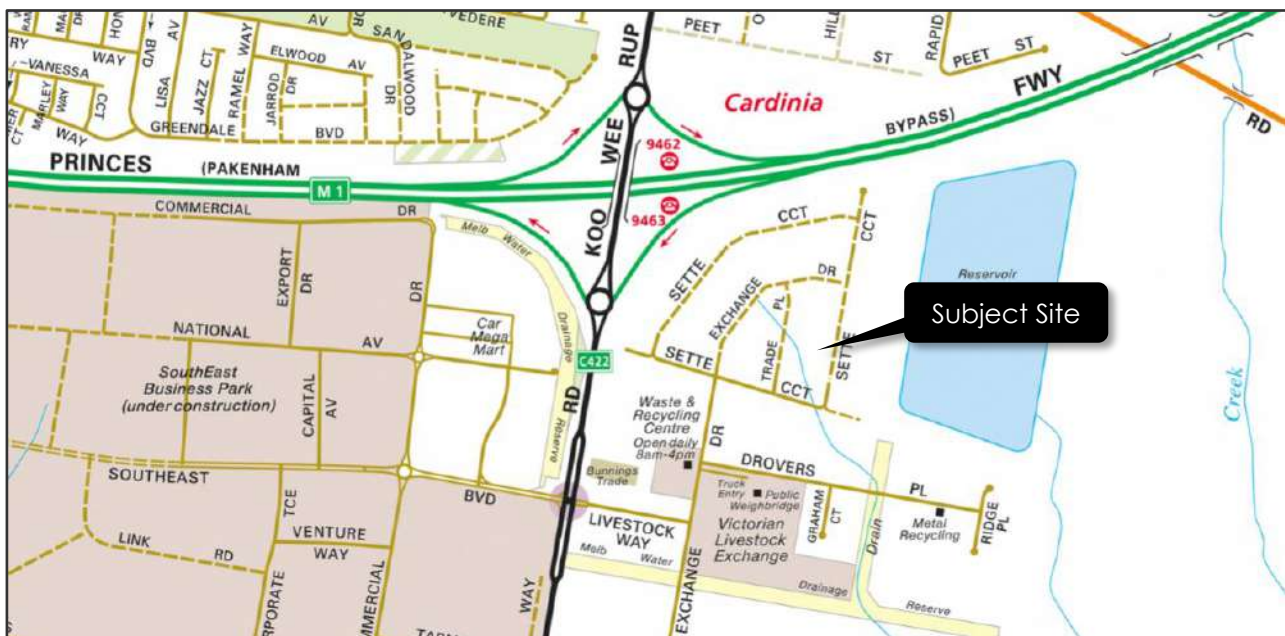 AV
VEDERE
SANDALWOOD
DR
RUP
WEE
KOO
RD
PEET
ST
HILL
RAPID
PEET ST
FWY
BYPASS)
RD
RY
WAY
VANESSA
MARLEY
WAY
CCT
CT
WAY
BVD
LISA
AV
JAZZ CT
RAMEL WAY
ELWOOD AV
JARROD
DR
GREENDALE BVD
Cardinia
9462
9463
PRINCES (PAKENHAM
M 1
COMMERCIAL DR
EXPORT
DR
DR
NATIONAL AV
SouthEast
Business Park
(under construction)
CAPITAL
AV
Car
Mega
Mart
Melb Water
Drainage
Reserve
C422
SETTE
CCT
CCT
EXCHANGE
DR
TRADE
PL
SETTE
CCT
SETTE
Reservoir
Subject Site
Creek
Waste &
Recycling
Centre
Open daily
8am-4pm
DR
Bunnings
Trade
SOUTHEAST
BVD
TCE
VENTURE
WAY
LINK RD
LIVESTOCK
WAY
Melb Water
Drainage
Reserve
DROVERS PL
Truck
Entry
Public
Weighbridge
Victorian
Livestock
Exchange
GRAHAM
CT
Drain
Metal
Recycling
RIDGE
PL
EXCHANGE
WAY